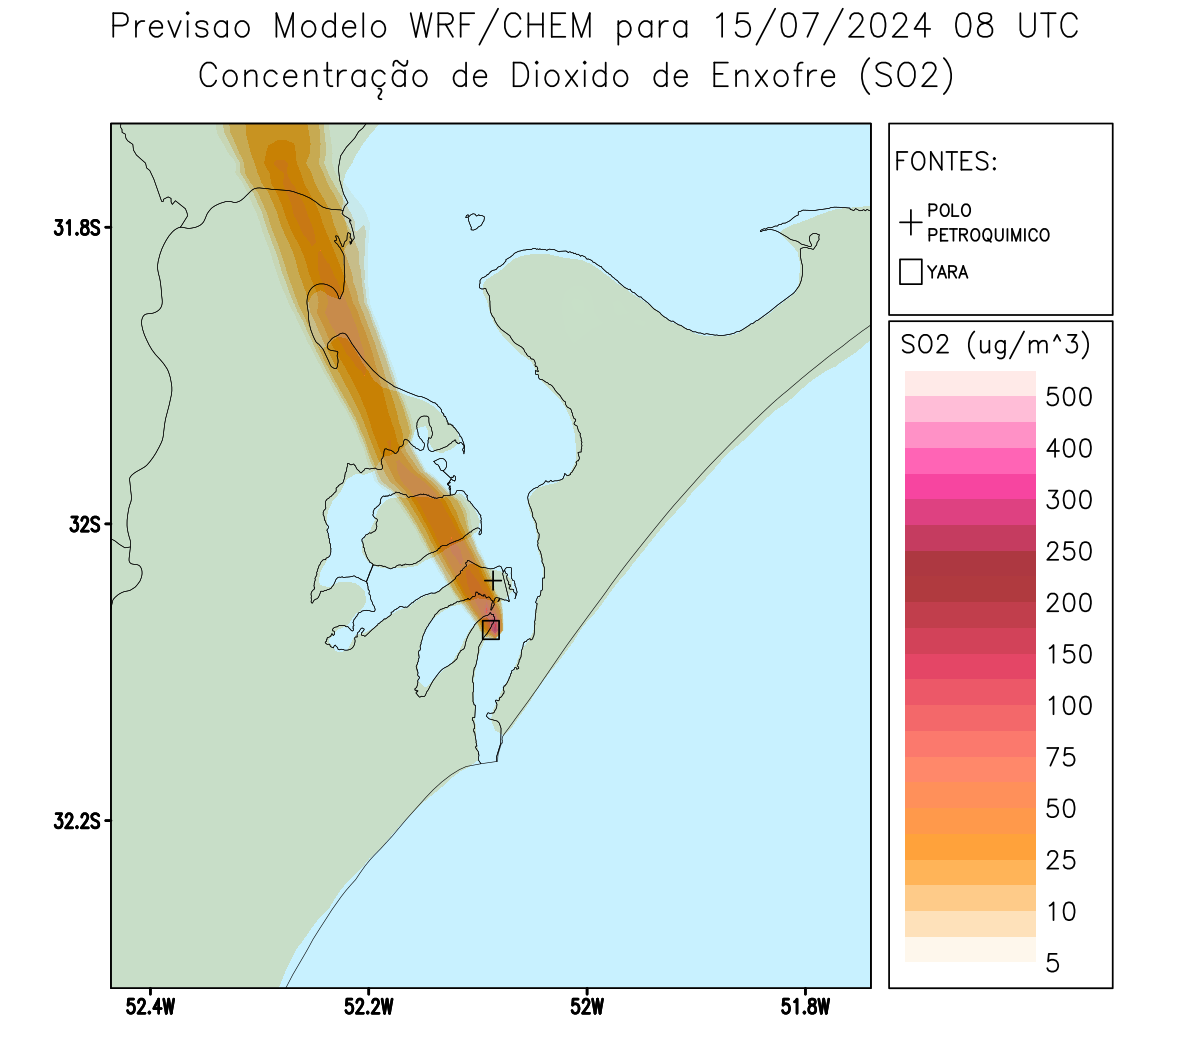 Previsao Modelo WRF/CHEM para 15/07/2024 08 UTC
Concentração de Dioxido de Enxofre (SO2)
FONTES:
POLO
PETROQUIMICO
YARA
SO2 (ug/m^3)
500
400
300
250
200
150
100
75
50
25
10
5
31.8S
32S
32.2S
52.4W
52.2W
52W
51.8W